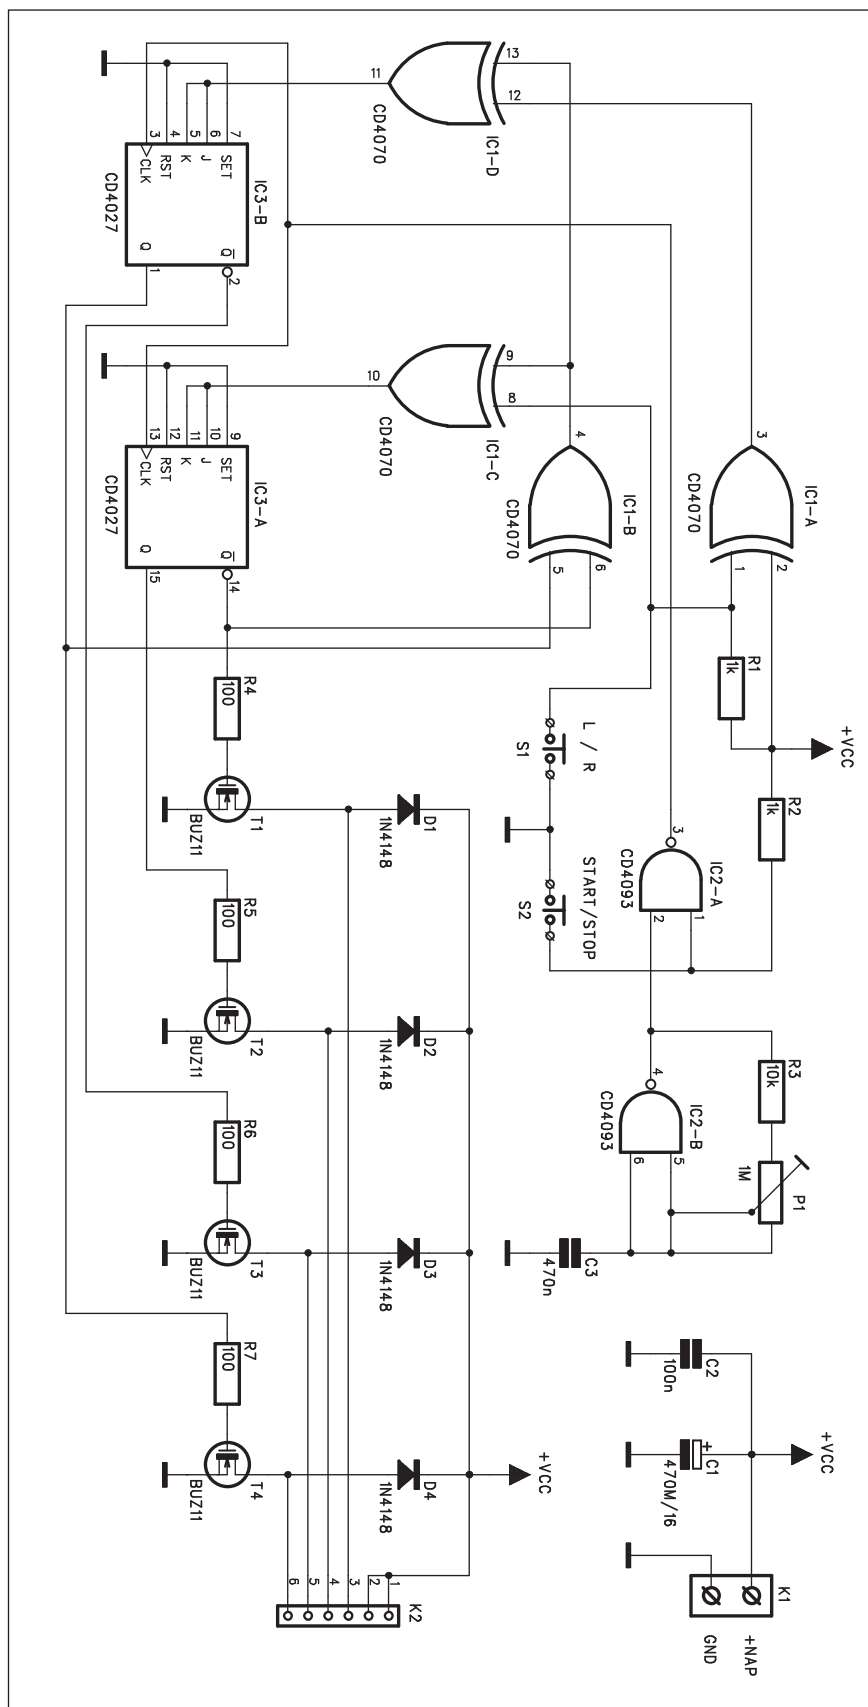 13
12
11
CD4070
IC1-D
7
6
5
4
3
SET
J
K
RST
CLK
IC3-B
CD4027
Q
Q
1
2
9
8
10
CD4070
IC1-C
9
10
11
12
13
SET
J
K
RST
CLK
IC3-A
CD4027
Q
Q
15
14
4
IC1-B
CD4070
5
6
3
IC1-A
CD4070
1
2
R1
1k
+VCC
R2
1k
L / R
S1
START/STOP
S2
3
IC2-A
CD4093
2
1
R4
100
T1
BUZ11
D1
1N4148
R5
100
T2
BUZ11
D2
1N4148
R3
10k
P1
1M
4
IC2-B
CD4093
6
5
C3
470n
R6
100
T3
BUZ11
D3
1N4148
R7
100
T4
BUZ11
D4
1N4148
+VCC
C2
100n
+
C1
470M/16
+VCC
K1
+NAP
GND
K2
1
2
3
4
5
6